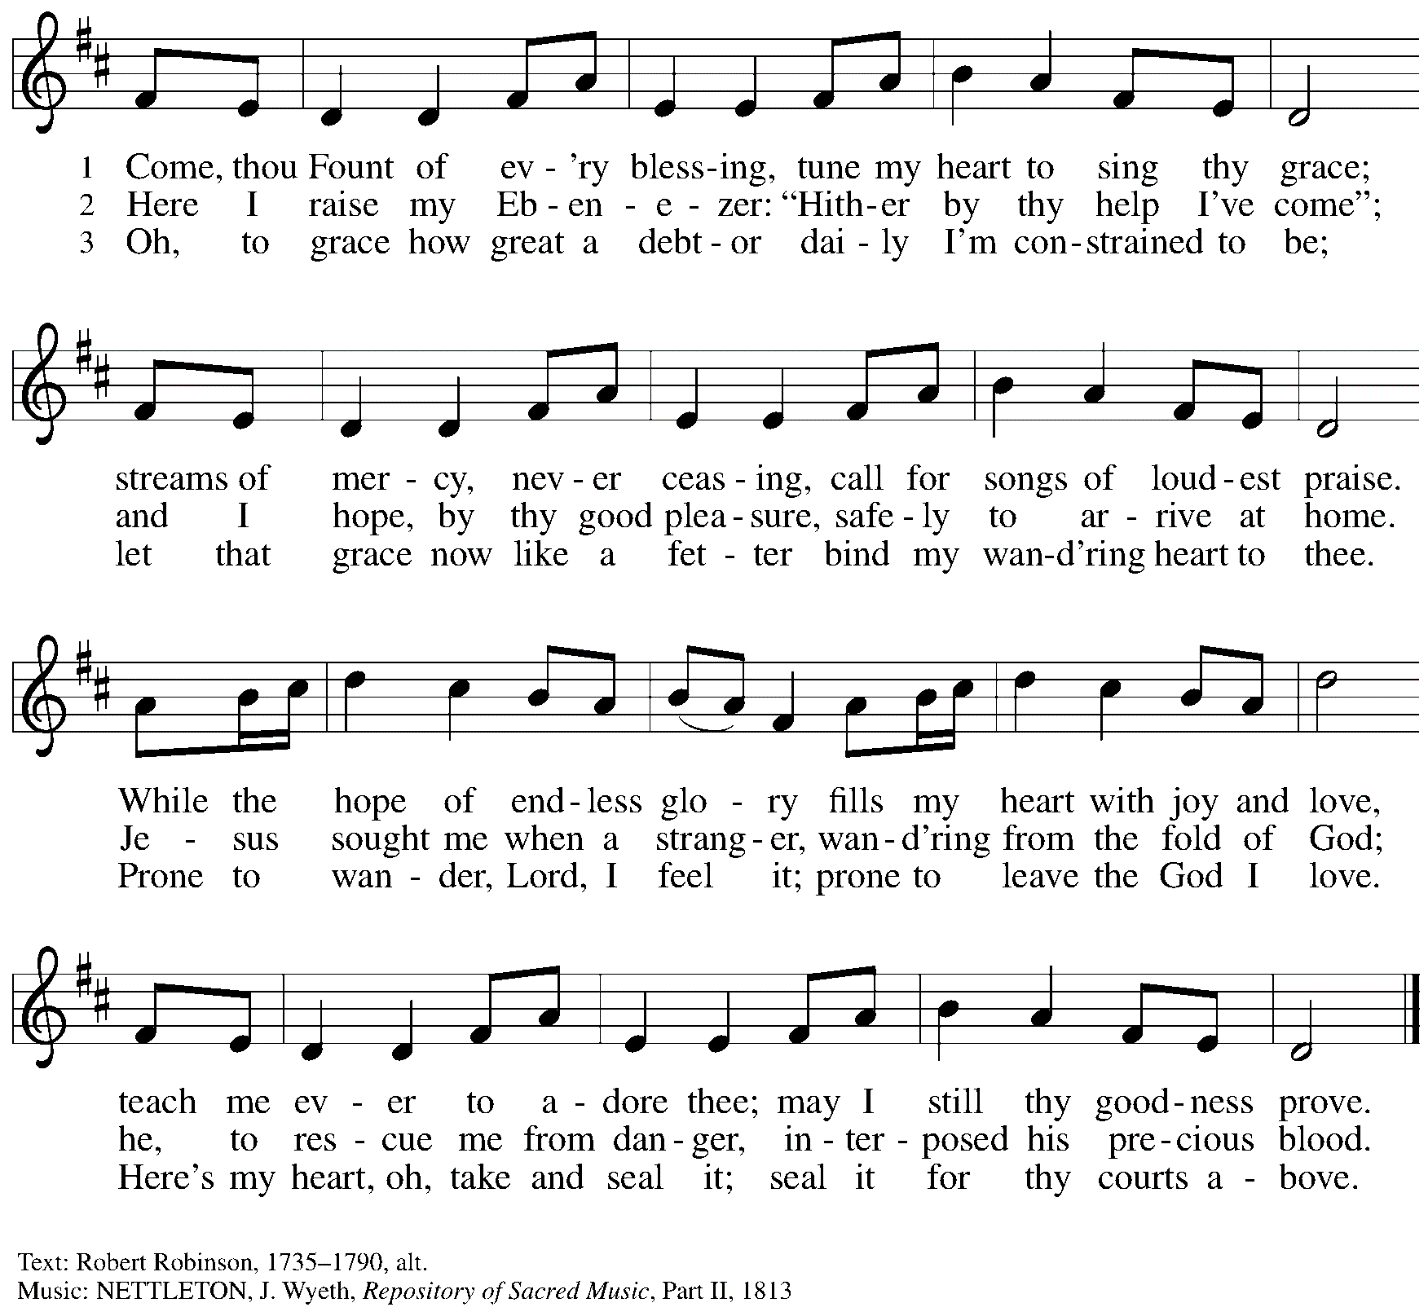 1 Come, thou Fount of ev - 'ry bless-ing, tune my heart to sing thy grace;
2 Here I raise my Eb - en - e - zer: “Hith-er by thy help I've come”;
3 Oh, to grace how great a debt - or dai - ly I'm con-strained to be;
streams of mer - cy, nev - er ceas - ing, call for songs of loud-est praise.
and I hope, by thy good plea-sure, safe-ly to ar - rive at home.
let that grace now like a fet - ter bind my wan-d'ring heart to thee.
While the hope of end-less glo - ry fills my heart with joy and love,
Je - sus sought me when a strang-er, wan-d'ring from the fold of God;
Prone to wan - der, Lord, I feel it; prone to leave the God I love.
teach me ev - er to a - dore thee; may I still thy good-ness prove.
he, to res - cue me from dan-ger, in-ter - posed his pre-cious blood.
Here's my heart, oh, take and seal it; seal it for thy courts a - bove.
Text: Robert Robinson, 1735–1790, alt.
Music: NETTLETON, J. Wyeth, Repository of Sacred Music, Part II, 1813